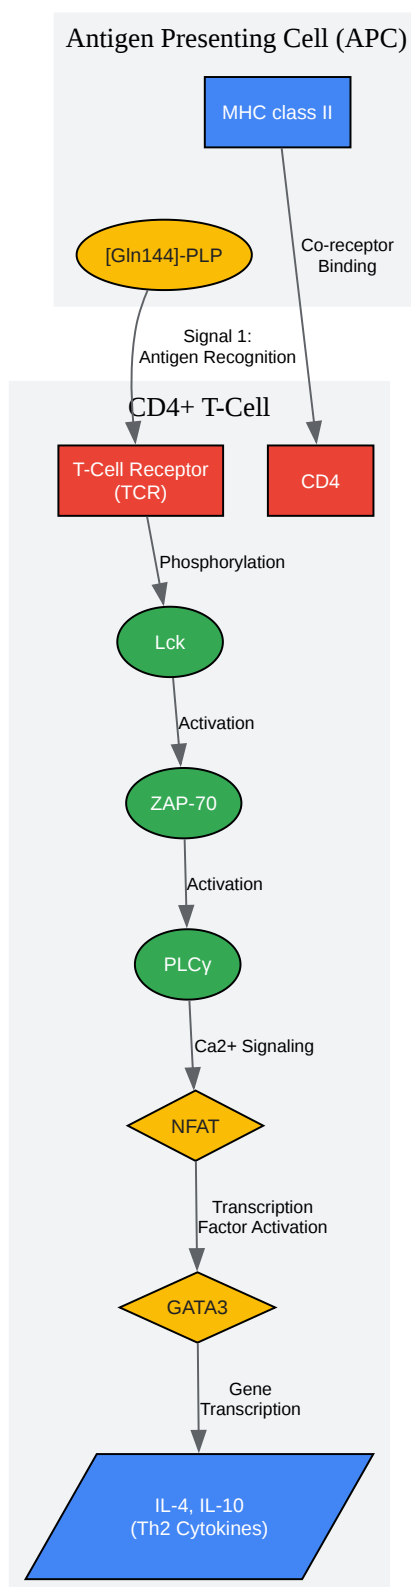 Antigen Presenting Cell (APC)
MHC class II
Co-receptor
Binding
[Gln144]-PLP
Signal 1:
Antigen Recognition
CD4+ T-Cell
T-Cell Receptor
(TCR)
CD4
Phosphorylation
Lck
Activation
ZAP-70
Activation
PLCγ
Ca2+ Signaling
NFAT
Transcription
Factor Activation
GATA3
Gene
Transcription
IL-4, IL-10
(Th2 Cytokines)